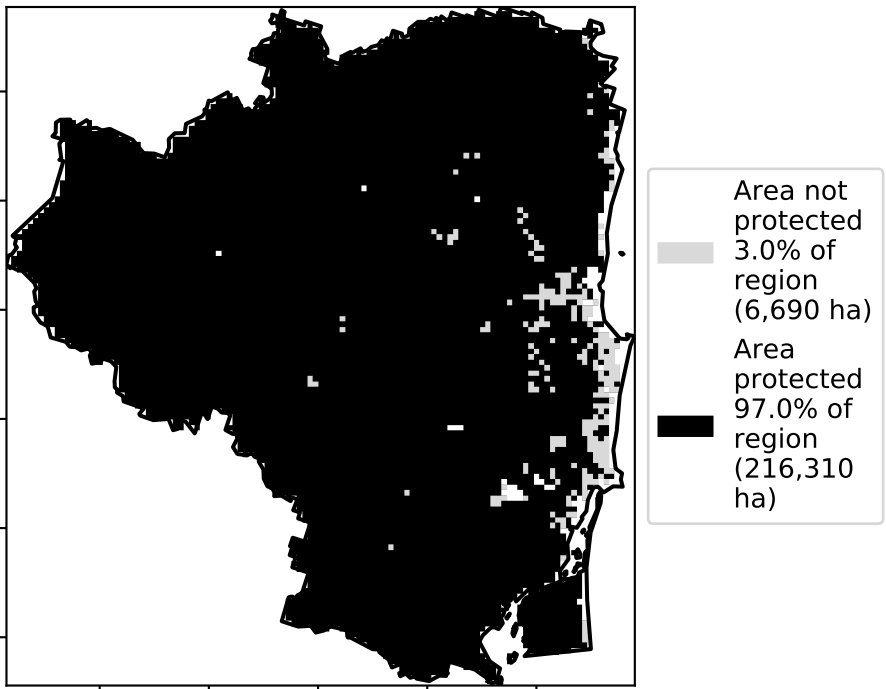 Area not
protected
3.0% of
region
(6,690 ha)
Area
protected
97.0% of
region
(216,310
ha)